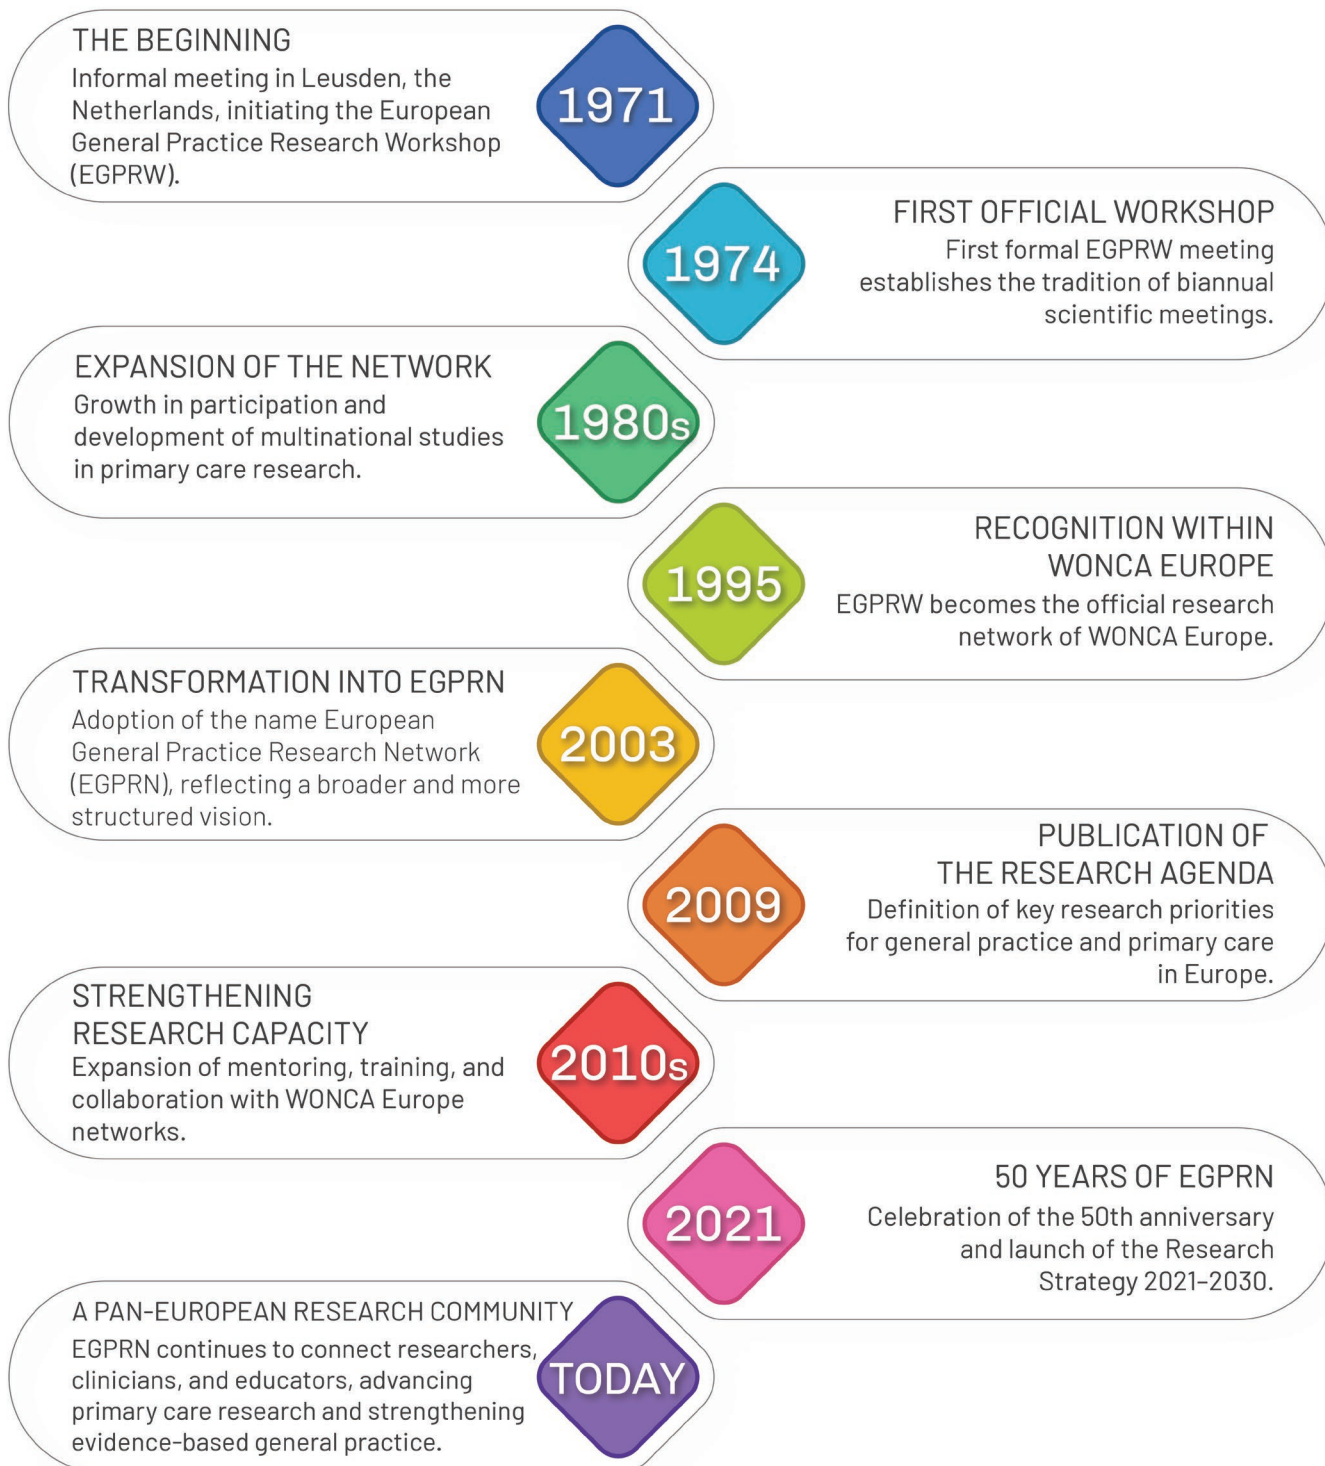 THE BEGINNING
Informal meeting in Leusden, the
Netherlands, initiating the European
General Practice Research Workshop
(EGPRW).
1971
FIRST OFFICIAL WORKSHOP
First formal EGPRW meeting
establishes the tradition of biannual
scientific meetings.
1974
EXPANSION OF THE NETWORK
Growth in participation and
development of multinational studies
in primary care research.
1980s
RECOGNITION WITHIN
WONCA EUROPE
EGPRW becomes the official research
network of WONCA Europe.
1995
TRANSFORMATION INTO EGPRN
Adoption of the name European
General Practice Research Network
(EGPRN), reflecting a broader and more
structured vision.
2003
PUBLICATION OF
THE RESEARCH AGENDA
Definition of key research priorities
for general practice and primary care
in Europe.
2009
STRENGTHENING
RESEARCH CAPACITY
Expansion of mentoring, training, and
collaboration with WONCA Europe
networks.
2010s
50 YEARS OF EGPRN
Celebration of the 50th anniversary
and launch of the Research
Strategy 2021–2030.
2021
A PAN-EUROPEAN RESEARCH COMMUNITY
EGPRN continues to connect researchers,
clinicians, and educators, advancing
primary care research and strengthening
evidence-based general practice.
TODAY